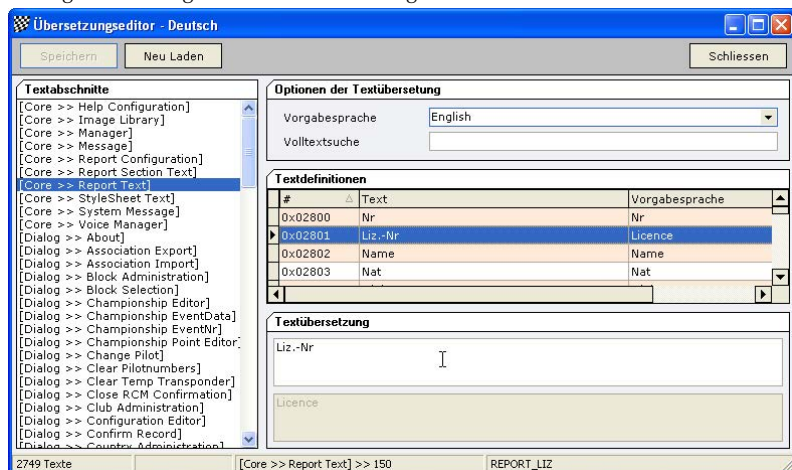 Übersetzungseditor - Deutsch
Speichern
Neu Laden
Schliessen
Textabschnitte
[Core >> Help Configuration]
[Core >> Image Library]
[Core >> Manager]
[Core >> Message]
[Core >> Report Configuration]
[Core >> Report Section Text]
[Core >> Report Text]
[Core >> StyleSheet Text]
[Core >> System Message]
[Core >> Voice Manager]
[Dialog >> About]
[Dialog >> Association Export]
[Dialog >> Association Import]
[Dialog >> Block Administration]
[Dialog >> Block Selection]
[Dialog >> Championship Editor]
[Dialog >> Championship EventData]
[Dialog >> Championship EventNr]
[Dialog >> Championship Point Editor]
[Dialog >> Change Pilot]
[Dialog >> Clear Pilotnumbers]
[Dialog >> Clear Temp Transponder]
[Dialog >> Close RCM Confirmation]
[Dialog >> Club Administration]
[Dialog >> Configuration Editor]
[Dialog >> Confirm Record]
[Dialog >> Country Administration]
Optionen der Textübersetung
Vorgabesprache English
Volltextsuche
Textdefinitionen
# Text Vorgabesprache
0x02800 Nr Nr
0x02801 Liz.-Nr Licence
0x02802 Name Name
0x02803 Nat Nat
Textübersetzung
Liz.-Nr
Licence
2749 Texte [Core >> Report Text] >> 150 REPORT_LIZ